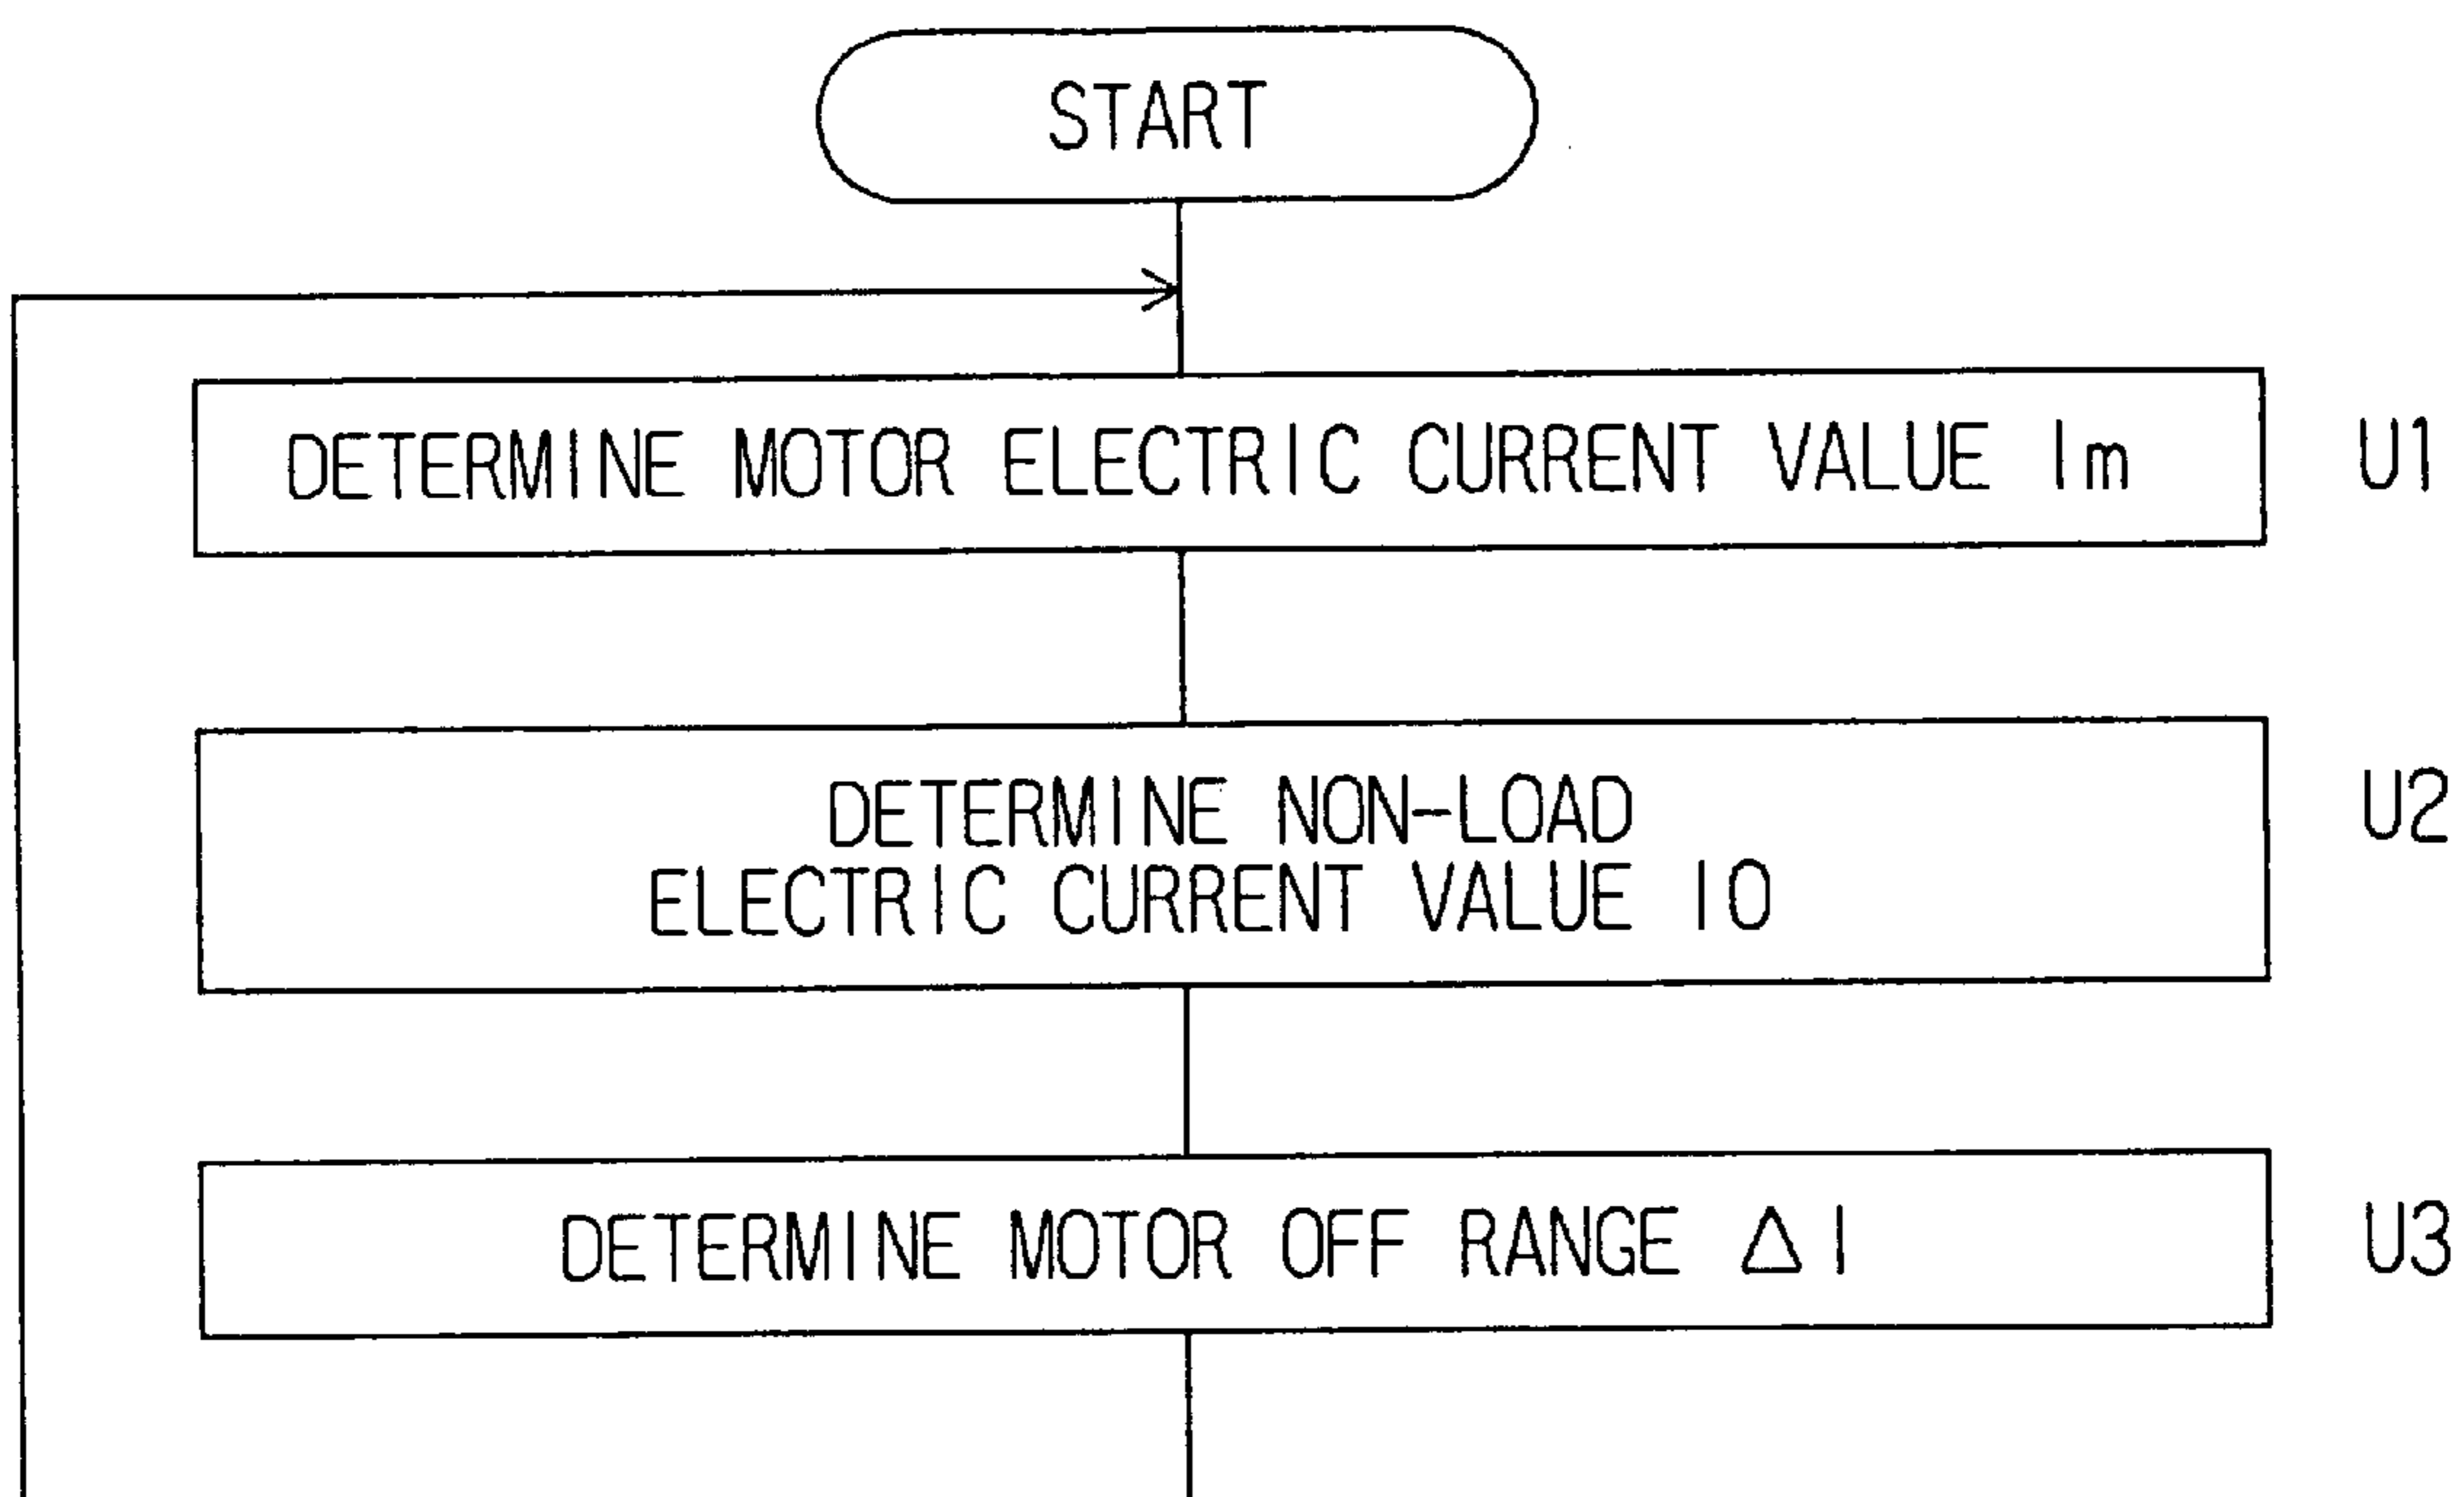 START
DETERMINE MOTOR ELECTRIC CURRENT VALUE Im U1
DETERMINE NON-LOAD U2
ELECTRIC CURRENT VALUE I0
DETERMINE MOTOR OFF RANGE Δ I U3